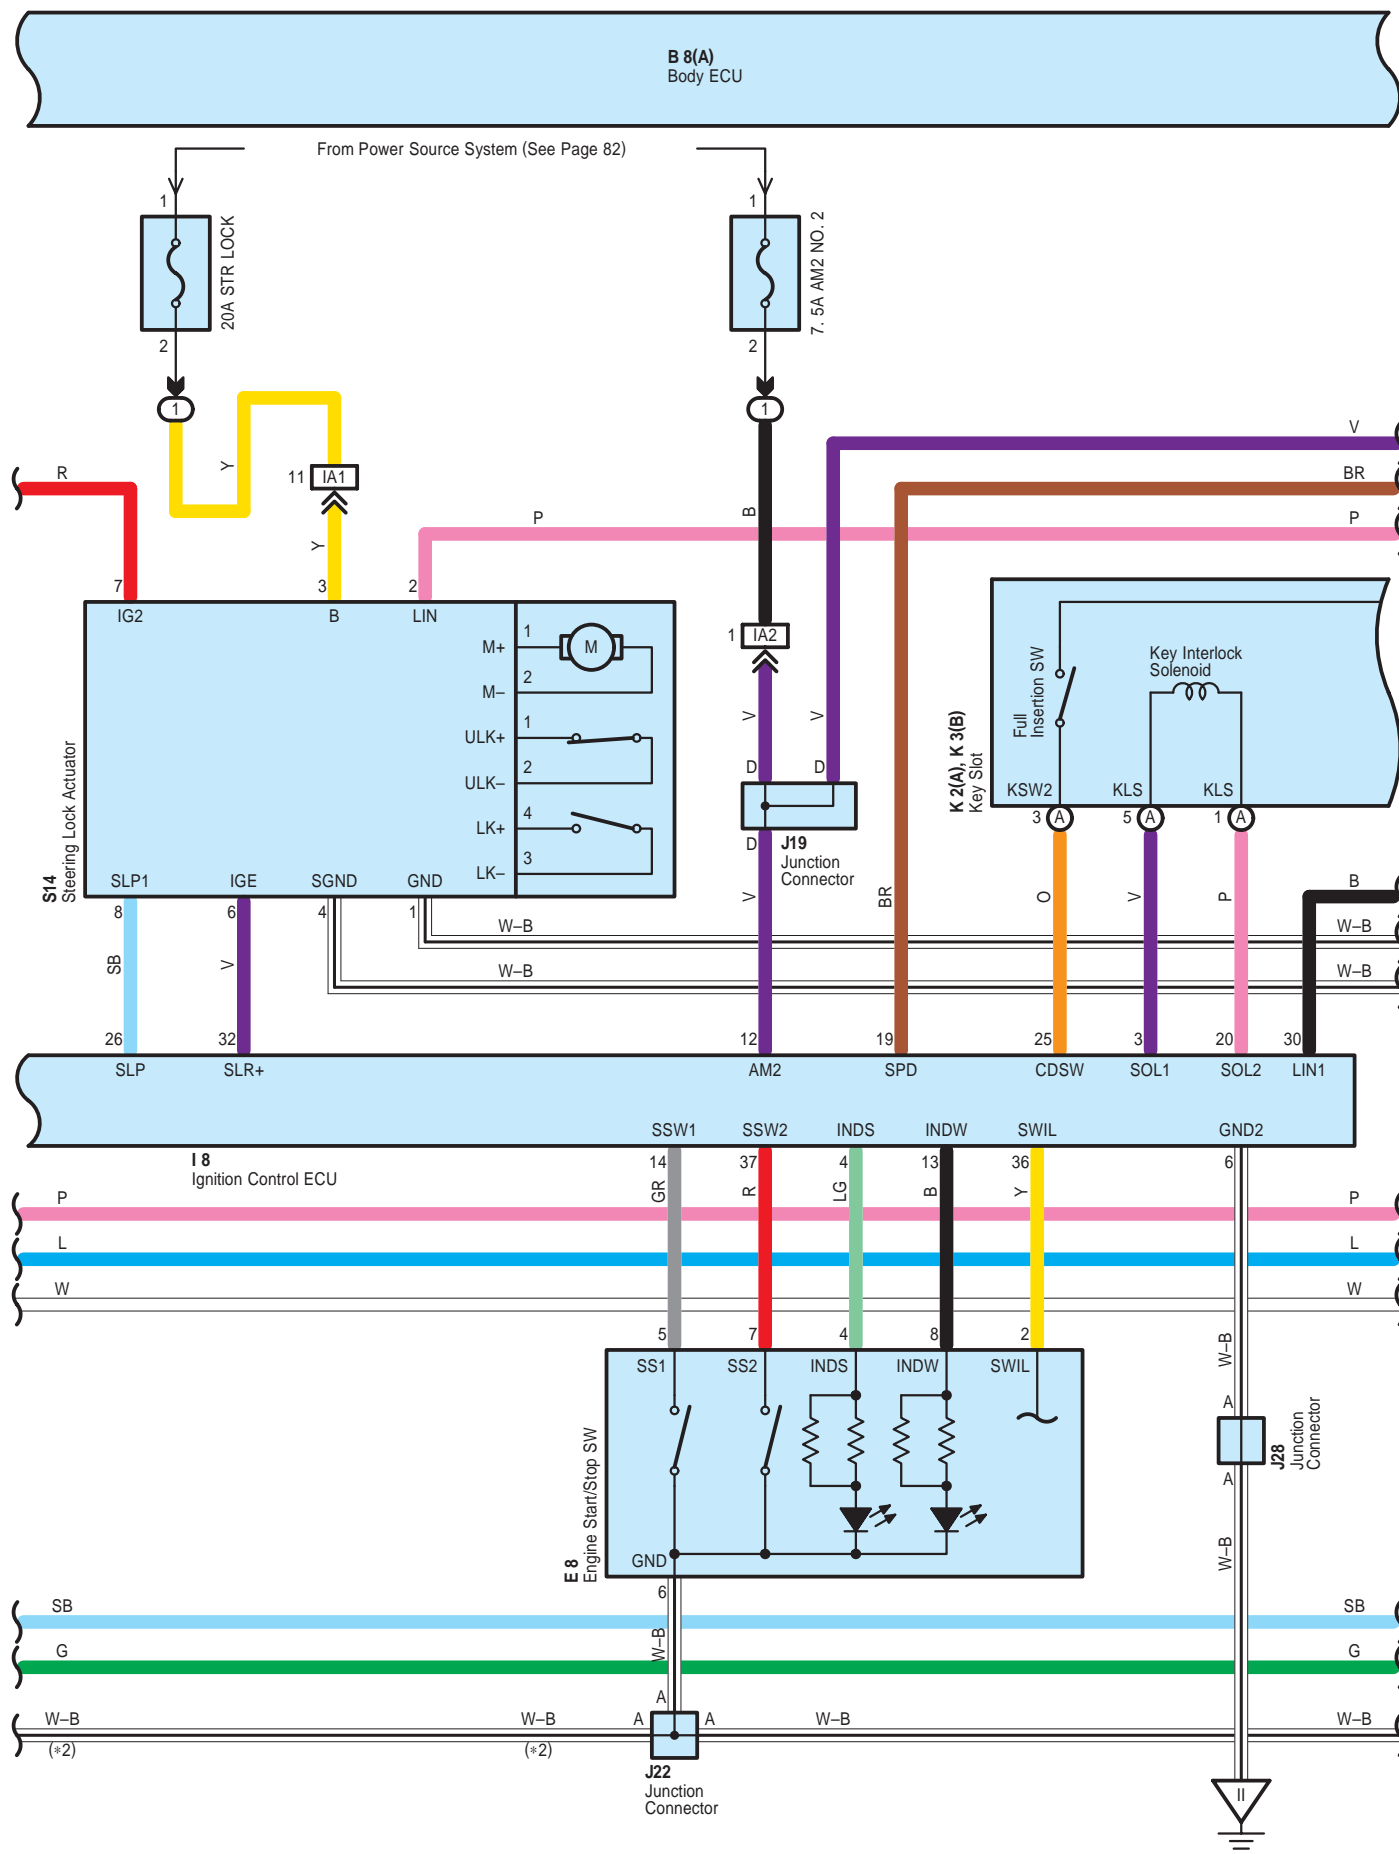 B 8(A)
Body ECU
From Power Source System (See Page 82)
1
20A STR LOCK
2
1
1
7. 5A AM2 NO. 2
2
1
R
Y
11 IA1
Y
P
B
V
BR
P
7
3
2
IG2
B
LIN
M+
1
M
M–
2
ULK+
1
ULK–
2
LK+
4
LK–
3
S14
Steering Lock Actuator
SLP1
IGE
SGND
GND
8
6
4
1
1 IA2
V
V
D
D
D
J19
Junction
Connector
K 2(A), K 3(B)
Key Slot
Full
Insertion SW
Key Interlock
Solenoid
KSW2
KLS
KLS
3 A
5 A
1 A
SB
V
W–B
W–B
V
BR
O
V
P
B
W–B
W–B
26
32
12
19
25
3
20
30
SLP
SLR+
AM2
SPD
CDSW
SOL1
SOL2
LIN1
SSW1
SSW2
INDS
INDW
SWIL
GND2
I 8
Ignition Control ECU
14
37
4
13
36
6
GR
R
LG
B
Y
P
P
L
L
W
W
5
7
4
8
2
SS1
SS2
INDS
INDW
SWIL
E 8
Engine Start/Stop SW
GND
6
W–B
A
J28
Junction
Connector
A
W–B
SB
SB
G
G
W–B
A
W–B
(∗2)
W–B
(∗2)
A
A
W–B
W–B
J22
Junction
Connector
II